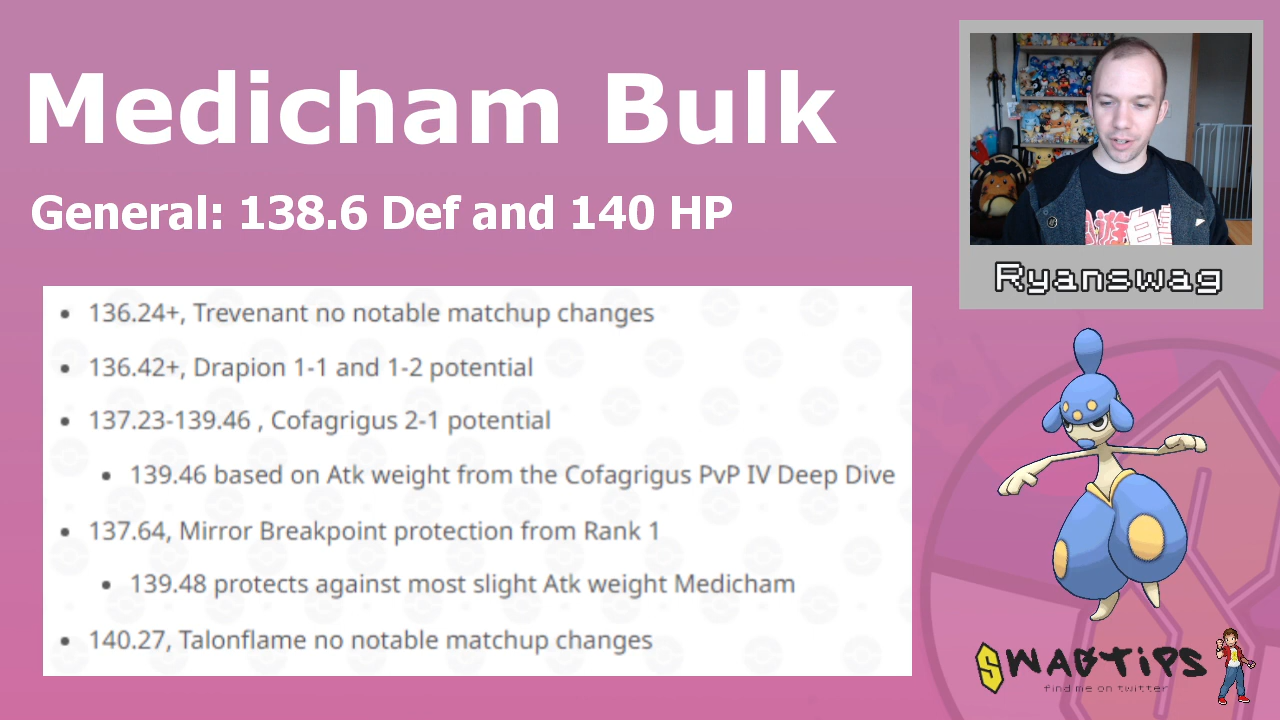 Medicham Bulk
General: 138.6 Def and 140 HP
136.24+, Trevenant no notable matchup changes
136.42+, Drapion 1-1 and 1-2 potential
137.23-139.46 , Cofagrigus 2-1 potential
139.46 based on Atk weight from the Cofagrigus PvP IV Deep Dive
137.64, Mirror Breakpoint protection from Rank 1
139.48 protects against most slight Atk weight Medicham
140.27, Talonflame no notable matchup changes
Ryanswag
SWAGTIPS
find me on twitter